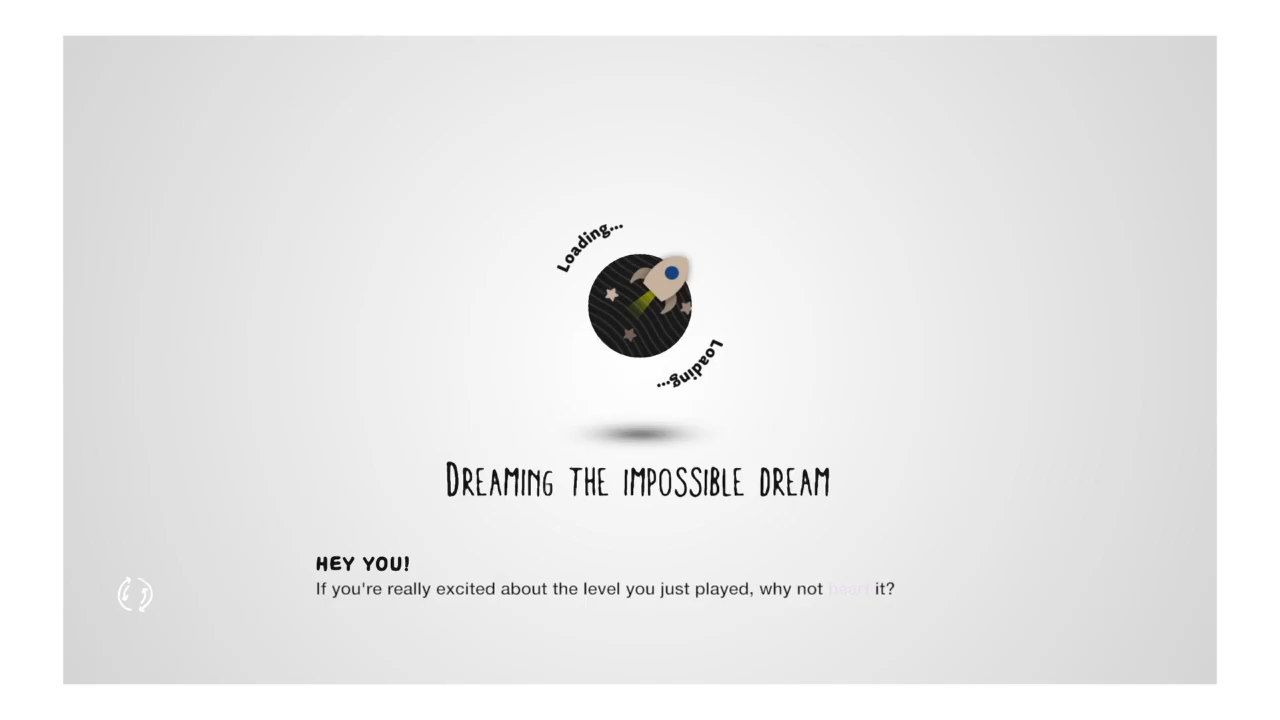 Loading...
Loading...
Dreaming the impossible dream
HEY YOU!
If you're really excited about the level you just played, why not heart it?